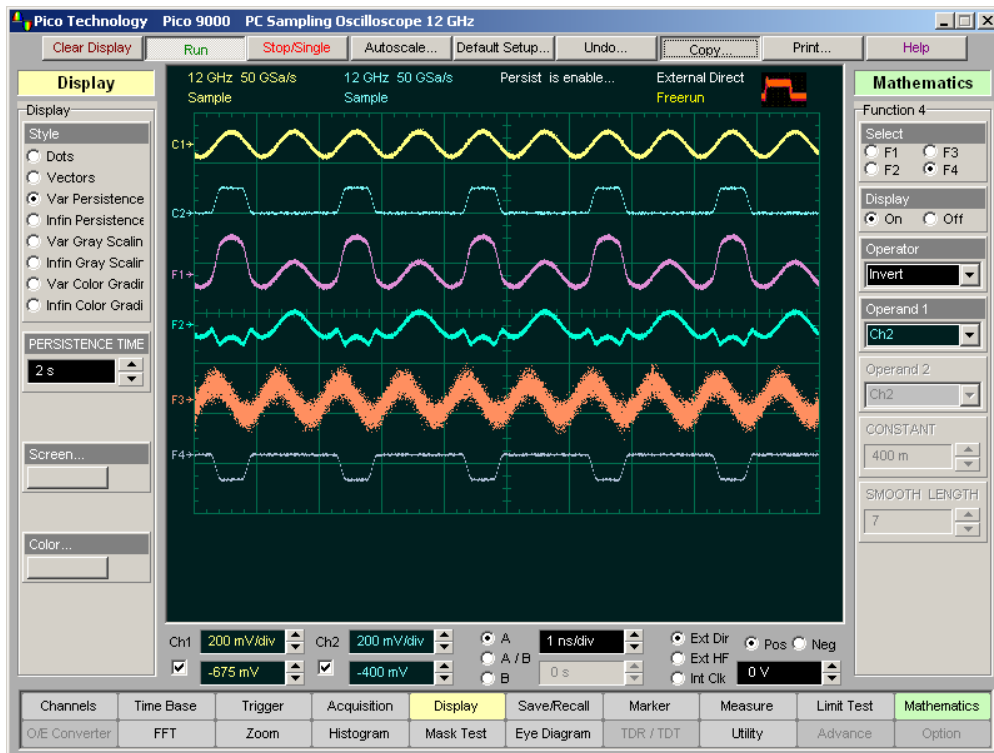 Pico Technology Pico 9000 PC Sampling Oscilloscope 12 GHz
Clear Display Run Stop/Single Autoscale... Default Setup... Undo... Copy... Print... Help
Display
Display
Style
Dots
Vectors
Var Persistence
Infin Persistence
Var Gray Scalin
Infin Gray Scalir
Var Color Gradir
Infin Color Gradi
PERSISTENCE TIME
2 s
Screen...
Color...
12 GHz 50 GSa/s 12 GHz 50 GSa/s Persist is enable... External Direct
Sample Sample Freerun
C1
C2
F1
F2
F3
F4
Mathematics
Function 4
Select
F1 F3
F2 F4
Display
On Off
Operator
Invert
Operand 1
Ch2
Operand 2
Ch2
CONSTANT
400 m
SMOOTH LENGTH
7
Ch1 200 mV/div Ch2 200 mV/div A 1 ns/div Ext Dir Pos Neg
A / B Ext HF
-675 mV -400 mV B 0 s Int Clk 0 V
Channels Time Base Trigger Acquisition Display Save/Recall Marker Measure Limit Test Mathematics
O/E Converter FFT Zoom Histogram Mask Test Eye Diagram TDR / TDT Utility Advance Option